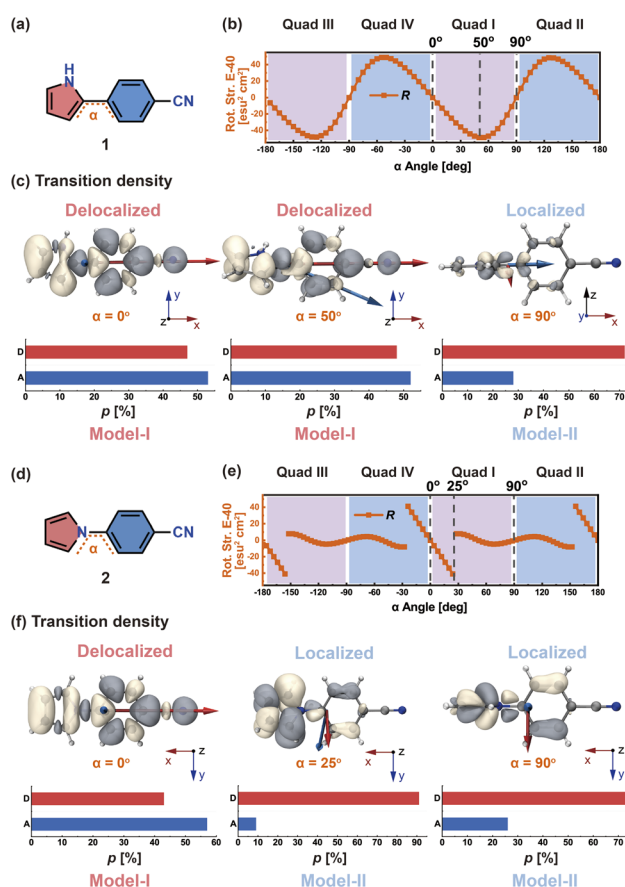 (a)
H
N
CN
α
1
(b)
Quad III Quad IV Quad I Quad II
0° 50° 90°
Rot. Str. E-40
[esu² cm²]
40
20
0
-20
-40
R
-180 -150 -120 -90 -60 -30 0 30 60 90 120 150 180
α Angle [deg]
(c) Transition density
Delocalized Delocalized Localized
α = 0° α = 50° α = 90°
y z x
y z x
z y x
D
A
0 10 20 30 40 50
p [%]
Model-I
0 10 20 30 40 50
p [%]
Model-I
0 10 20 30 40 50 60 70
p [%]
Model-II
(d)
N
CN
α
2
(e)
Quad III Quad IV Quad I Quad II
0° 25° 90°
Rot. Str. E-40
[esu² cm²]
40
20
0
-20
-40
R
-180 -150 -120 -90 -60 -30 0 30 60 90 120 150 180
α Angle [deg]
(f) Transition density
Delocalized Localized Localized
α = 0° α = 25° α = 90°
x z y
x z y
x z y
D
A
0 10 20 30 40 50 60
p [%]
Model-I
D
A
0 10 20 30 40 50 60 70 80 90
p [%]
Model-II
D
A
0 10 20 30 40 50 60 70
p [%]
Model-II